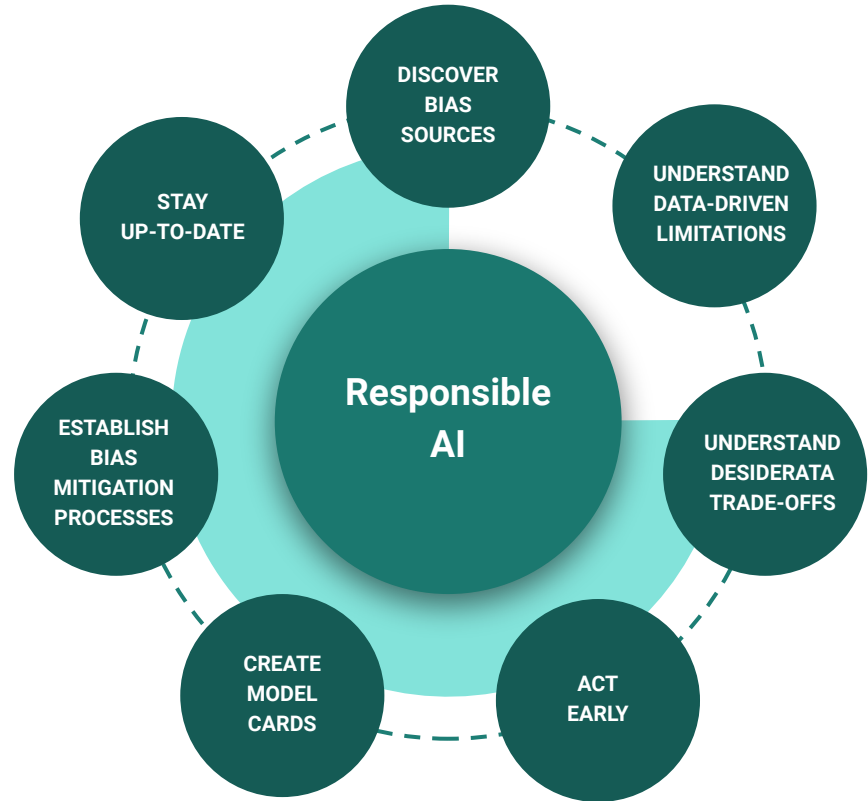 DISCOVER
BIAS
SOURCES
UNDERSTAND
DATA-DRIVEN
LIMITATIONS
UNDERSTAND
DESIDERATA
TRADE-OFFS
ACT
EARLY
CREATE
MODEL
CARDS
ESTABLISH
BIAS
MITIGATION
PROCESSES
STAY
UP-TO-DATE
Responsible
AI